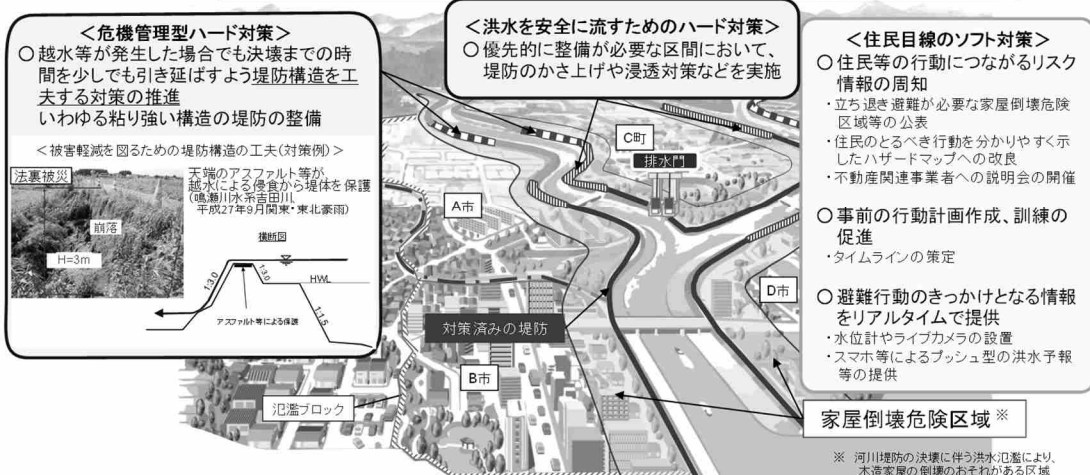 ＜危機管理型ハード対策＞
○越水等が発生した場合でも決壊までの時
間を少しでも引き延ばすよう堤防構造を工
夫する対策の推進
いわゆる粘り強い構造の堤防の整備
＜被害軽減を図るための堤防構造の工夫(対策例)＞
法裏被災
崩落
H=3m
天端のアスファルト等が、
越水による侵食から堤体を保護
(鳴瀬川水系吉田川、
平成27年9月関東・東北豪雨)
横断図
1:3.0
1:3.0
HWL
1:1.5
アスファルト等による保護
＜洪水を安全に流すためのハード対策＞
○優先的に整備が必要な区間において、
堤防のかさ上げや浸透対策などを実施
＜住民目線のソフト対策＞
○住民等の行動につながるリスク
情報の周知
・立ち退き避難が必要な家屋倒壊危険
区域等の公表
・住民のとるべき行動を分かりやすく示
したハザードマップへの改良
・不動産関連事業者への説明会の開催
○事前の行動計画作成、訓練の
促進
・タイムラインの策定
○避難行動のきっかけとなる情報
をリアルタイムで提供
・水位計やライブカメラの設置
・スマホ等によるプッシュ型の洪水予報
等の提供
C町
排水門
A市
D市
対策済みの堤防
B市
氾濫ブロック
家屋倒壊危険区域※
※ 河川堤防の決壊に伴う洪水氾濫により、
木造家屋の倒壊のおそれがある区域